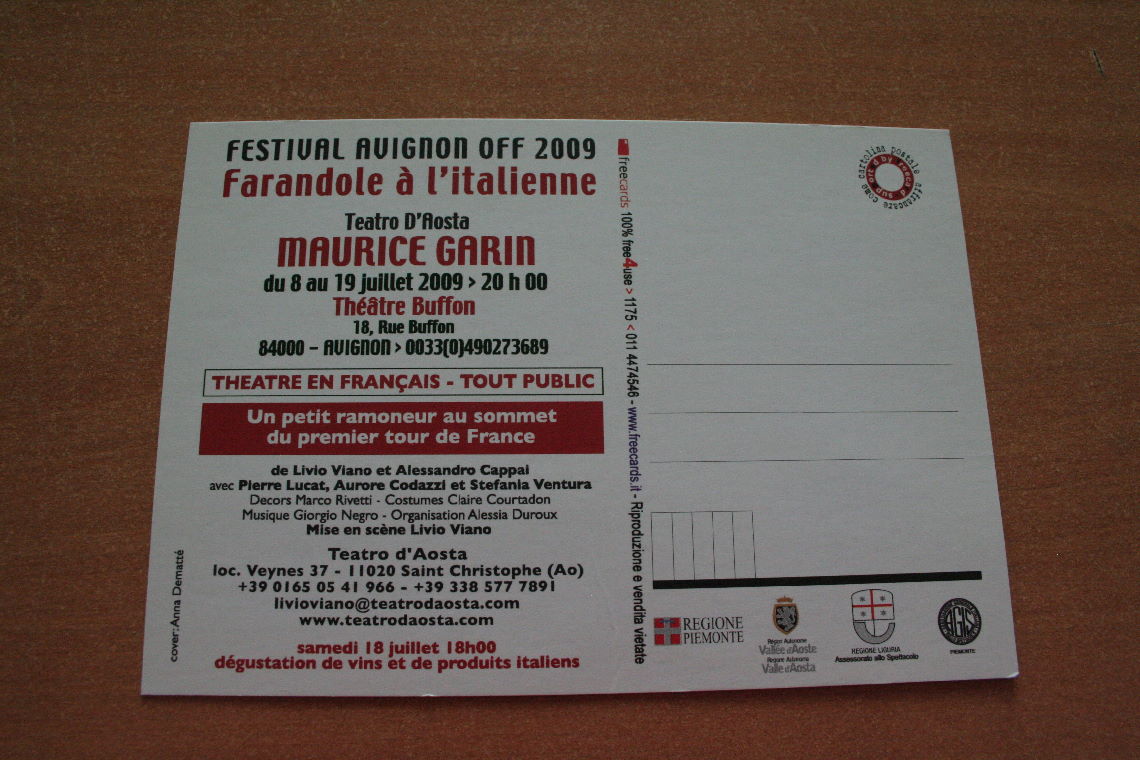 FESTIVAL AVIGNON OFF 2009
Farandole à l'italienne
Teatro D'Aosta
MAURICE GARIN
du 8 au 19 juillet 2009 > 20 h 00
Théâtre Buffon
18, Rue Buffon
84000 – AVIGNON > 0033(0)490273689
THEATRE EN FRANÇAIS - TOUT PUBLIC
Un petit ramoneur au sommet
du premier tour de France
de Livio Viano et Alessandro Cappai
avec Pierre Lucat, Aurore Codazzi et Stefania Ventura
Decors Marco Rivetti - Costumes Claire Courtadon
Musique Giorgio Negro - Organisation Alessia Duroux
Mise en scène Livio Viano
Teatro d'Aosta
loc. Veynes 37 - 11020 Saint Christophe (Ao)
+39 0165 05 41 966 - +39 338 577 7891
livioviano@teatrodaosta.com
www.teatrodaosta.com
samedi 18 juillet 18h00
dégustation de vins et de produits italiens
cover: Anna Dematté
freecards 100% free4use > 1175 < 011 4474546 - www.freecards.it - Riproduzione e vendita vietate
cartolina postale affrancare come
REGIONE
PIEMONTE
Région Autonome
Vallée d'Aoste
Regione Autonoma
Valle d'Aosta
REGIONE LIGURIA
Assessorato allo Spettacolo
AGIS
PIEMONTE